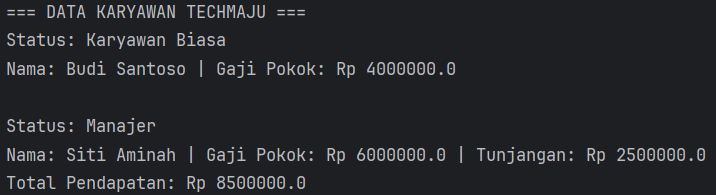 === DATA KARYAWAN TECHMAJU ===
Status: Karyawan Biasa
Nama: Budi Santoso | Gaji Pokok: Rp 4000000.0
Status: Manajer
Nama: Siti Aminah | Gaji Pokok: Rp 6000000.0 | Tunjangan: Rp 2500000.0
Total Pendapatan: Rp 8500000.0